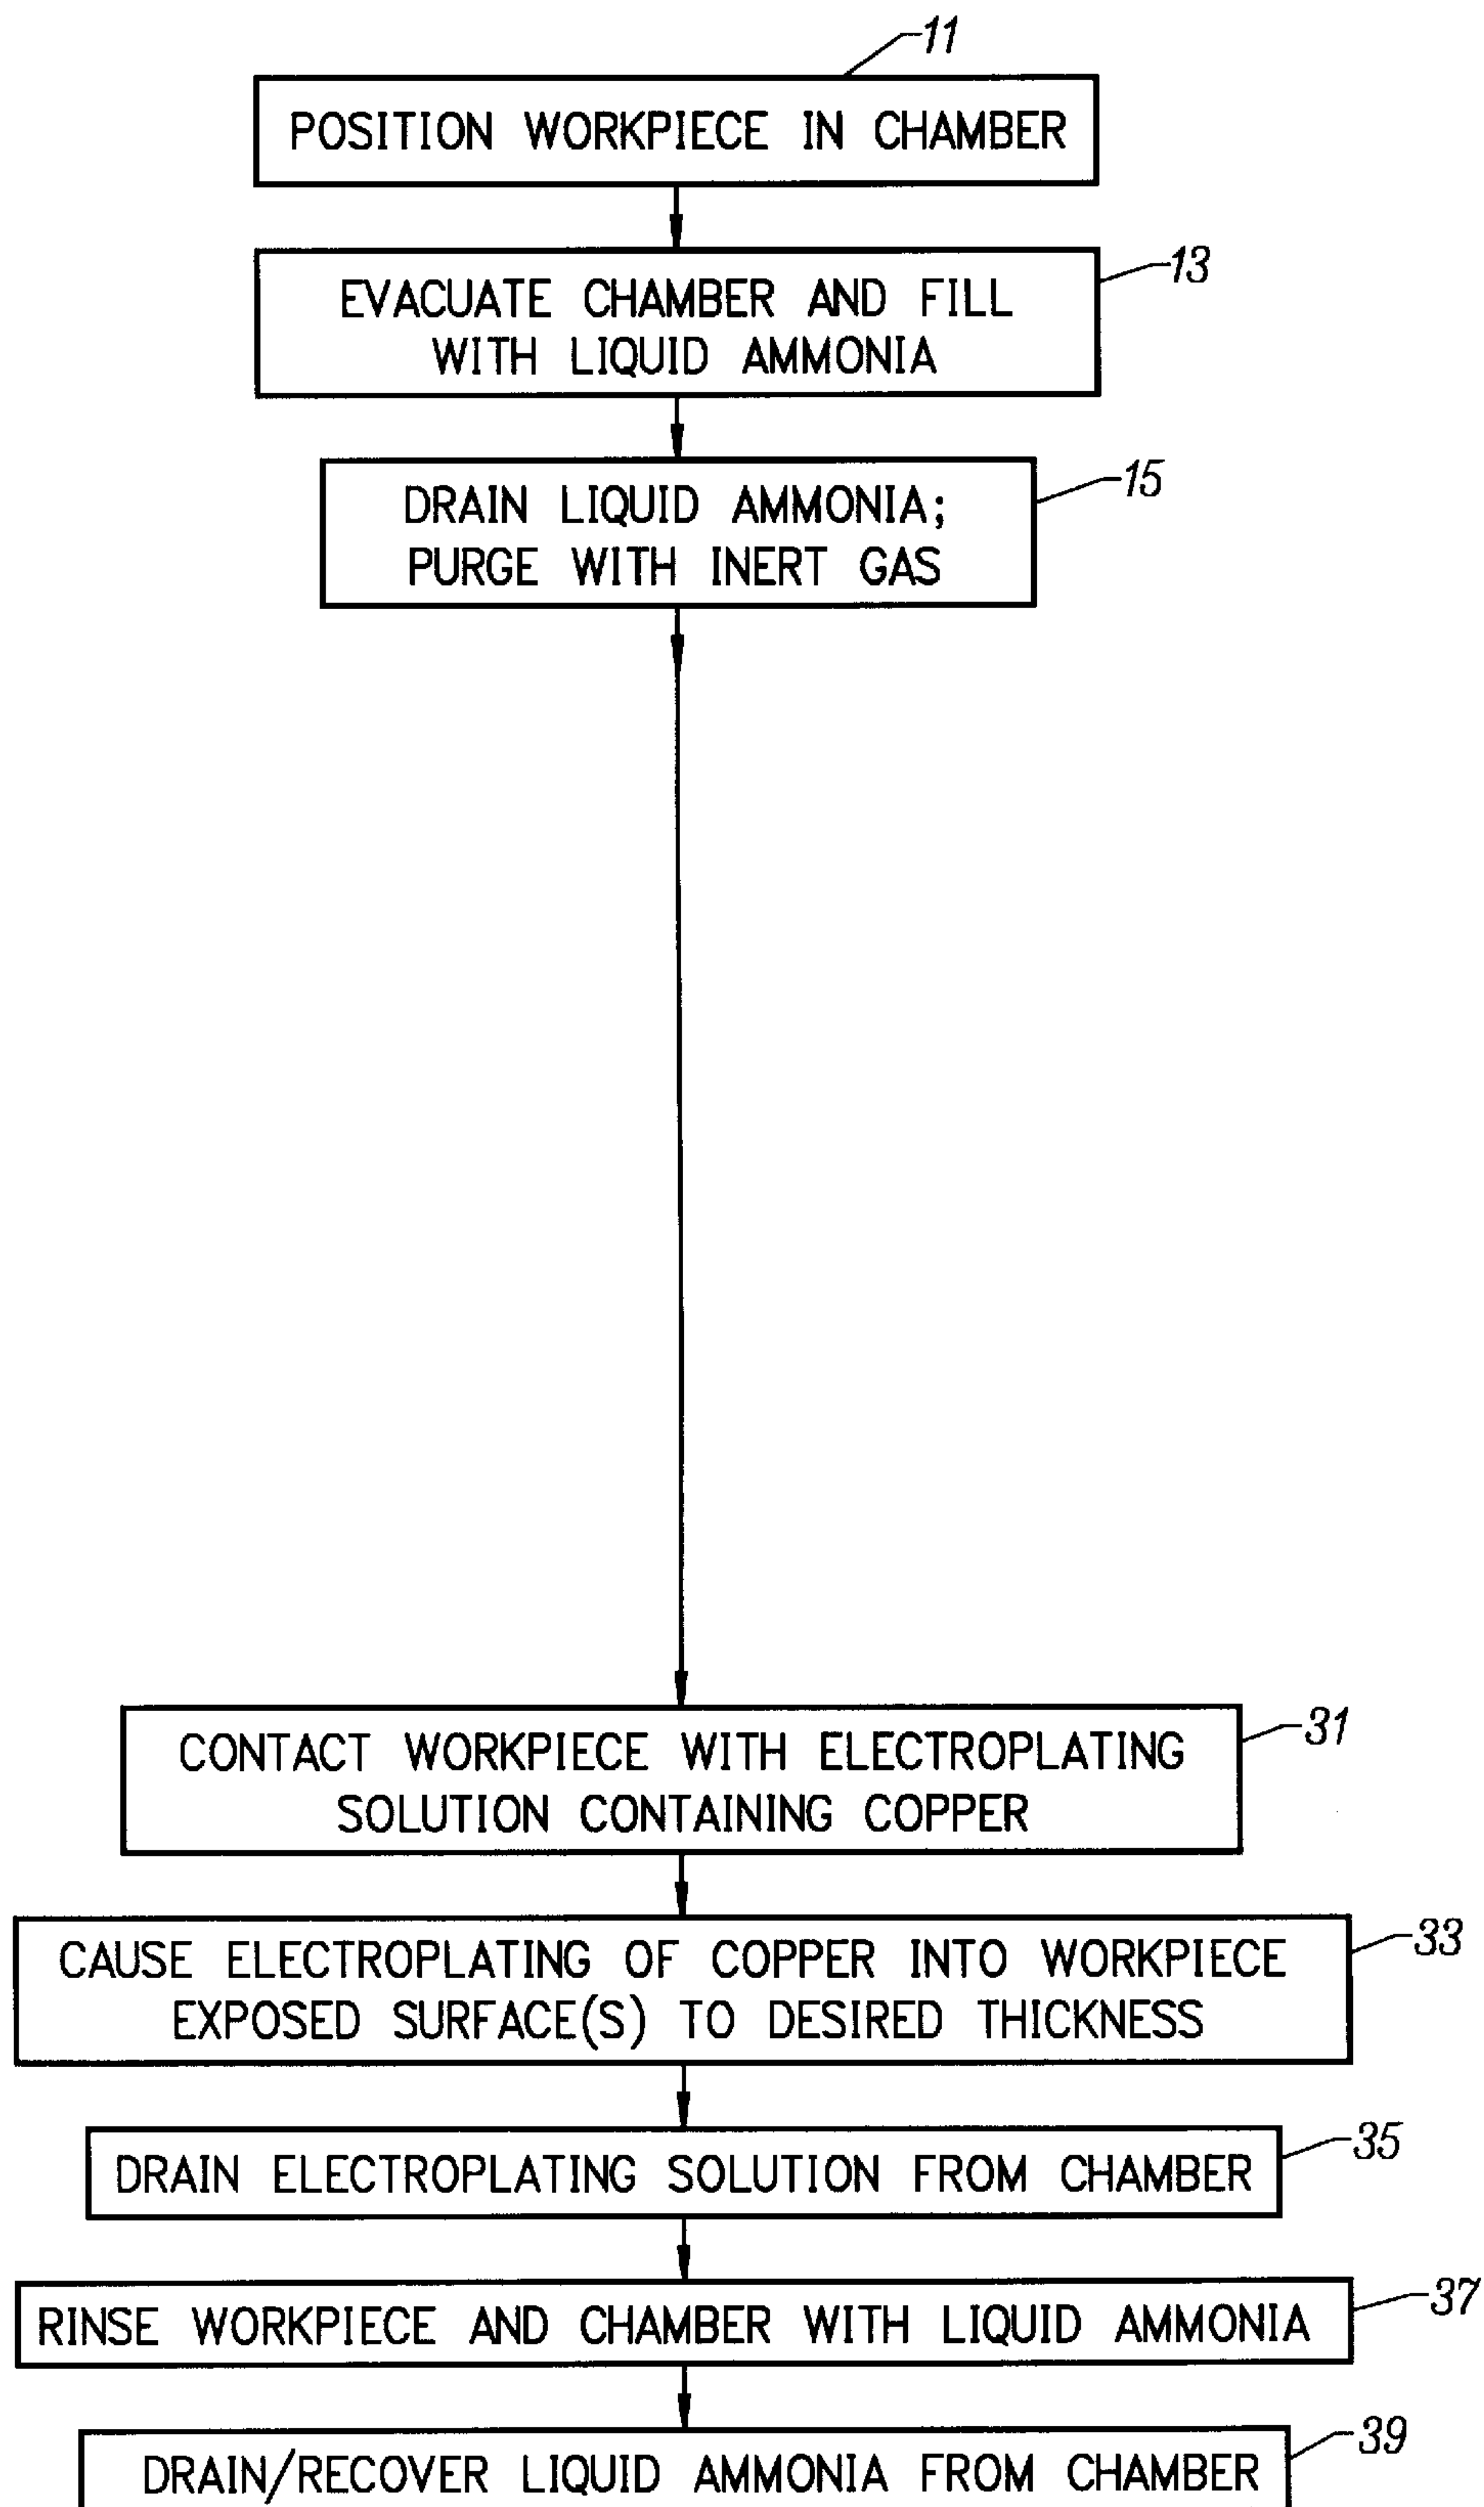 11
POSITION WORKPIECE IN CHAMBER
13
EVACUATE CHAMBER AND FILL
WITH LIQUID AMMONIA
15
DRAIN LIQUID AMMONIA;
PURGE WITH INERT GAS
31
CONTACT WORKPIECE WITH ELECTROPLATING
SOLUTION CONTAINING COPPER
33
CAUSE ELECTROPLATING OF COPPER INTO WORKPIECE
EXPOSED SURFACE(S) TO DESIRED THICKNESS
35
DRAIN ELECTROPLATING SOLUTION FROM CHAMBER
37
RINSE WORKPIECE AND CHAMBER WITH LIQUID AMMONIA
39
DRAIN/RECOVER LIQUID AMMONIA FROM CHAMBER